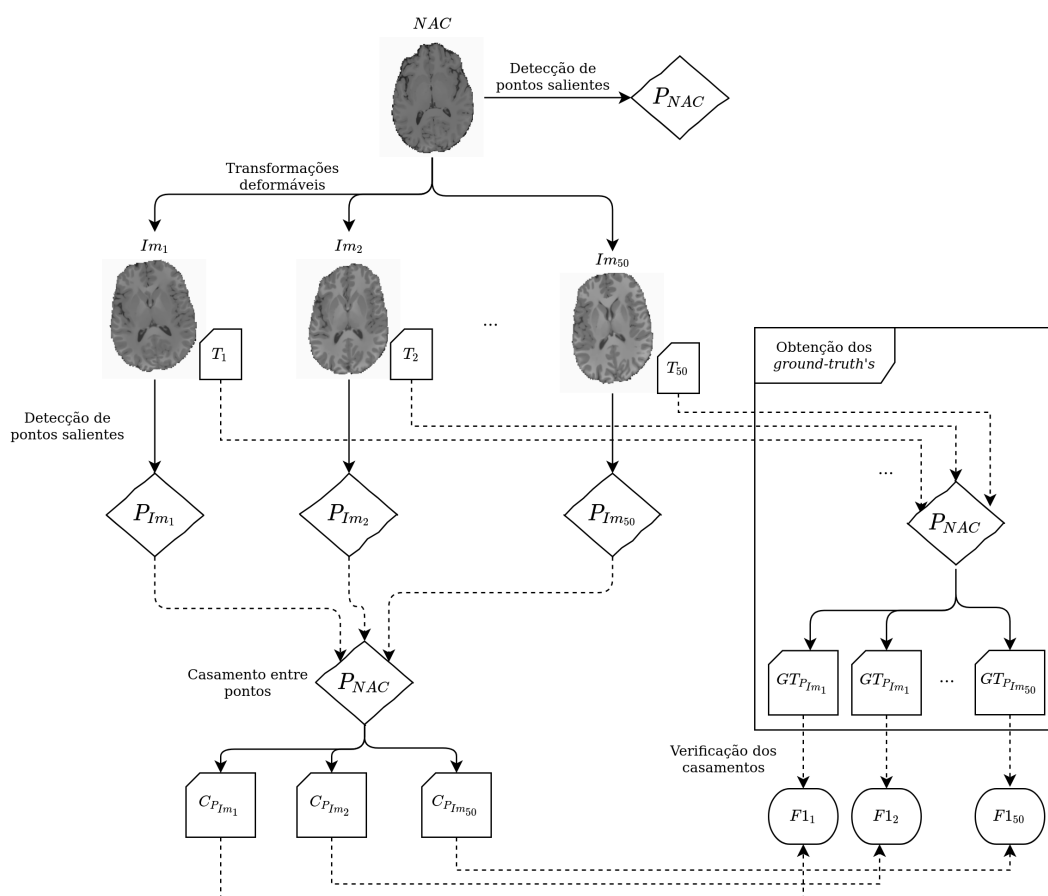 NAC
Detecção de
pontos salientes
P_NAC
Transformações
deformáveis
Im_1
Im_2
Im_50
...
T_1
T_2
T_50
Obtenção dos
ground-truth's
Detecção de
pontos salientes
...
P_Im_1
P_Im_2
P_Im_50
P_NAC
Casamento entre
pontos
P_NAC
GT_P_Im_1
GT_P_Im_1
...
GT_P_Im_50
Verificação dos
casamentos
C_P_Im_1
C_P_Im_2
C_P_Im_50
F1_1
F1_2
F1_50